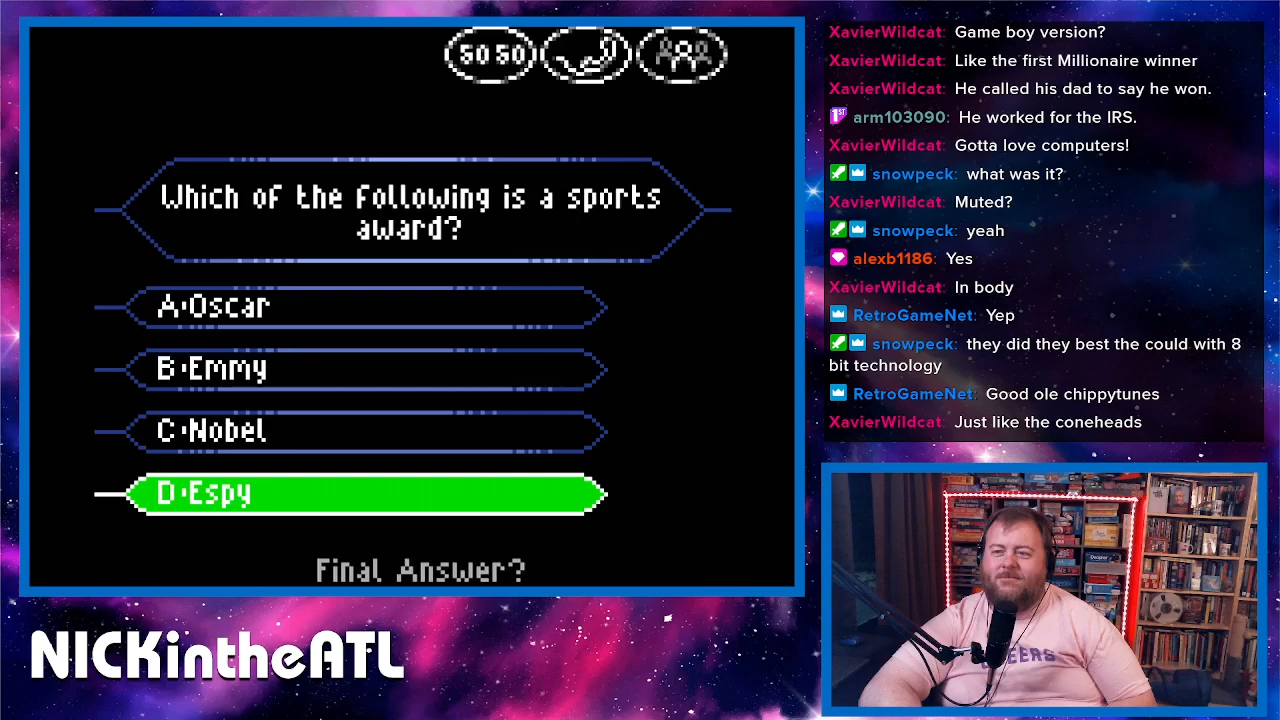 50 50
Which of the following is a sports
award?
A·Oscar
B·Emmy
C·Nobel
D·Espy
Final Answer?
NICKintheATL
XavierWildcat: Game boy version?
XavierWildcat: Like the first Millionaire winner
XavierWildcat: He called his dad to say he won.
1ST arm103090: He worked for the IRS.
XavierWildcat: Gotta love computers!
snowpeck: what was it?
XavierWildcat: Muted?
snowpeck: yeah
alexb1186: Yes
XavierWildcat: In body
RetroGameNet: Yep
snowpeck: they did they best the could with 8
bit technology
RetroGameNet: Good ole chippytunes
XavierWildcat: Just like the coneheads